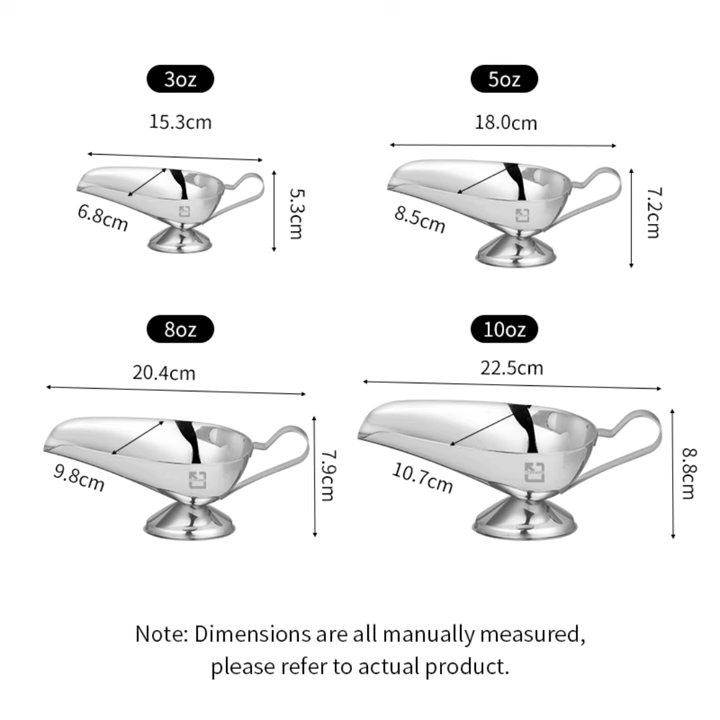 3oz
15.3cm
6.8cm
5.3cm
5oz
18.0cm
8.5cm
7.2cm
8oz
20.4cm
9.8cm
7.9cm
10oz
22.5cm
10.7cm
8.8cm
Note: Dimensions are all manually measured,
please refer to actual product.